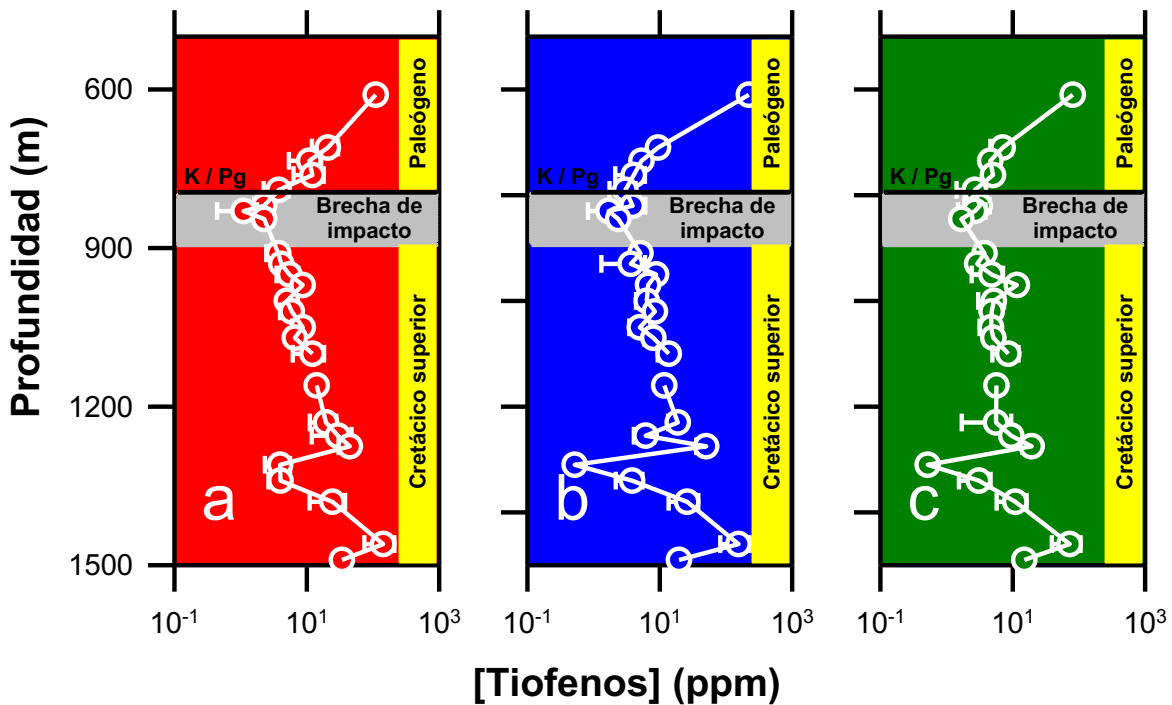 Profundidad (m)
600
900
1200
1500
K / Pg
Paleógeno
Brecha de
impacto
Cretácico superior
a
K / Pg
Paleógeno
Brecha de
impacto
Cretácico superior
b
K / Pg
Paleógeno
Brecha de
impacto
Cretácico superior
c
10-1 101 103
10-1 101 103
10-1 101 103
[Tiofenos] (ppm)